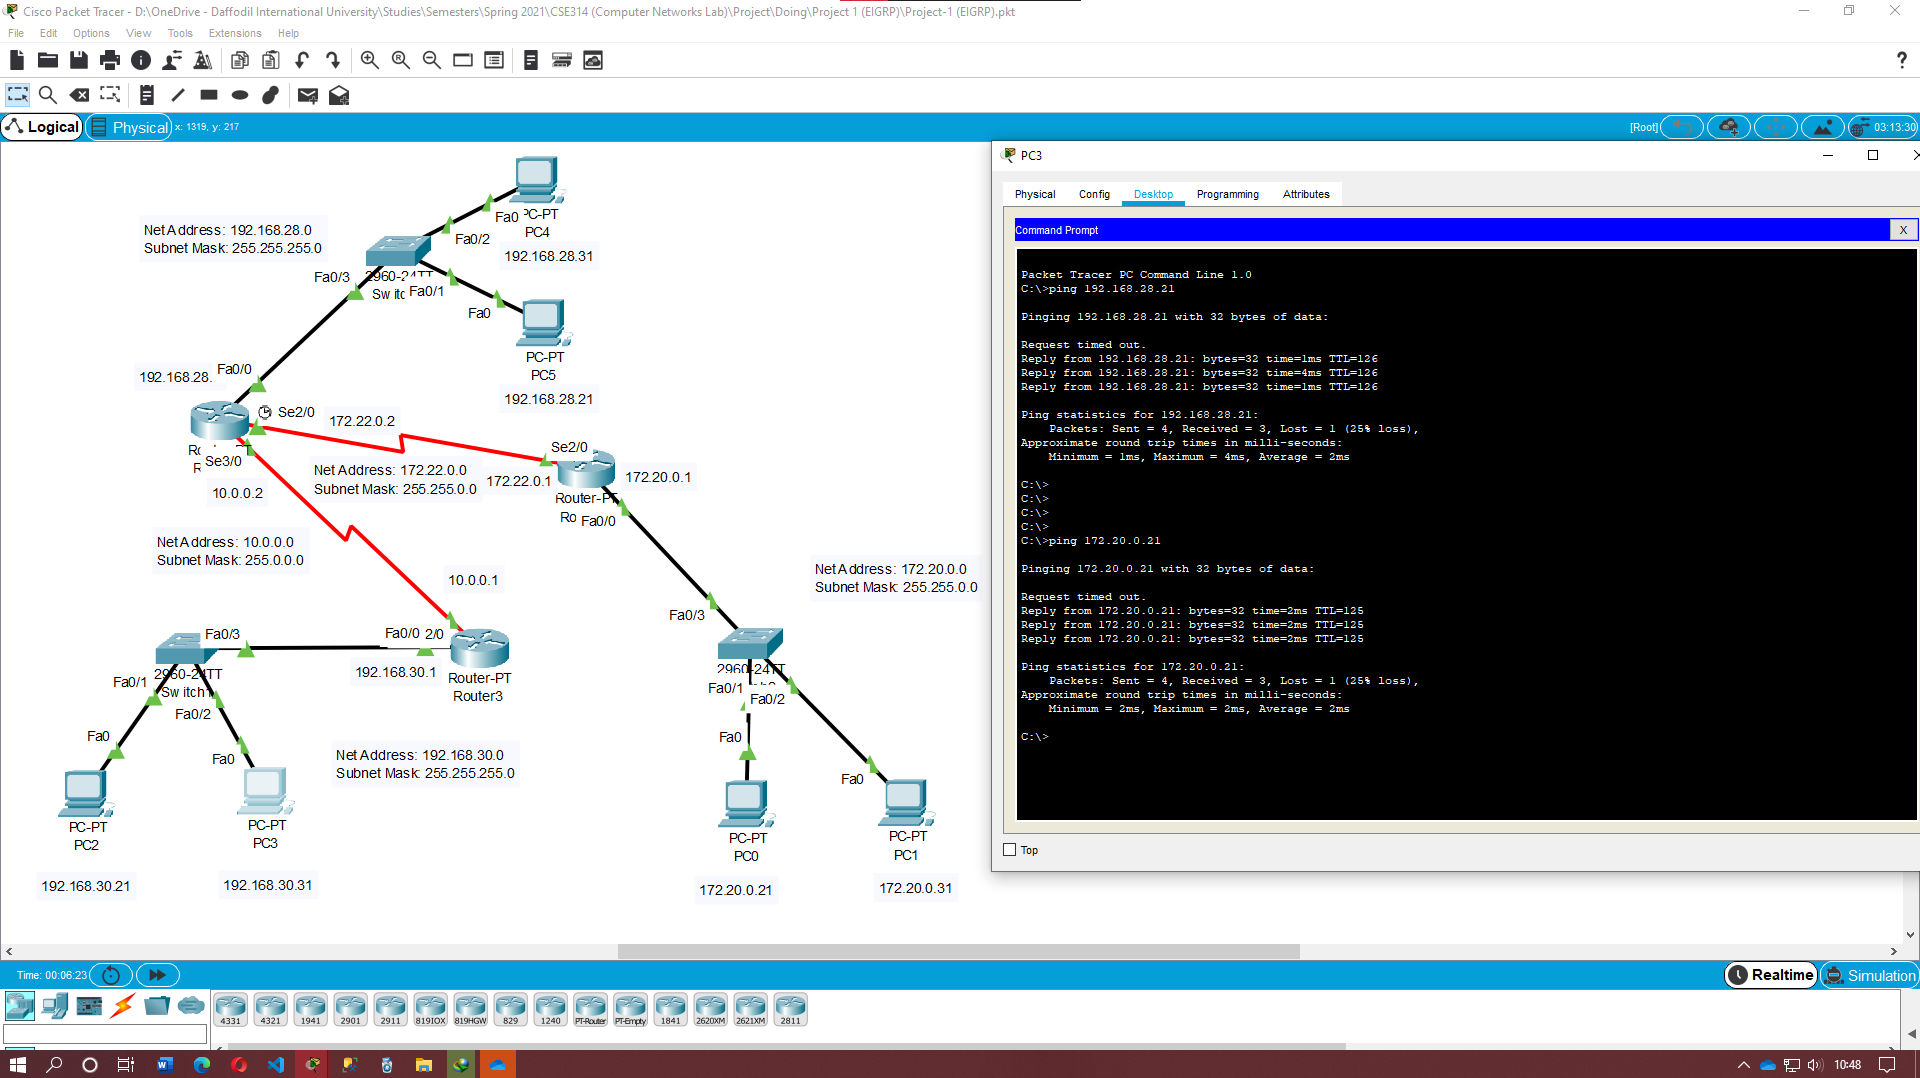 Cisco Packet Tracer - D:\OneDrive - Daffodil International University\Studies\Semesters\Spring 2021\CSE314 (Computer Networks Lab)\Project\Doing\Project 1 (EIGRP)\Project-1 (EIGRP).pkt
File Edit Options View Tools Extensions Help
Logical Physical x: 1319, y: 217 [Root] 03:13:30
PC-PT
PC4
Fa0
192.168.28.31
Net Address: 192.168.28.0
Subnet Mask: 255.255.255.0
Fa0/2
Fa0/3
2960-24TT
Fa0/1
Fa0
PC-PT
PC5
192.168.28.21
Fa0/0
192.168.28.
Se2/0
172.22.0.2
Se3/0
10.0.0.2
Net Address: 172.22.0.0
Subnet Mask: 255.255.0.0
Se2/0
172.22.0.1
172.20.0.1
Router-PT
Fa0/0
Net Address: 10.0.0.0
Subnet Mask: 255.0.0.0
10.0.0.1
Net Address: 172.20.0.0
Subnet Mask: 255.255.0.0
Fa0/3
Fa0/3
Fa0/0 2/0
192.168.30.1
Router-PT
Router3
2960-24TT
Switch1
Fa0/1
Fa0/2
Fa0
Fa0
Net Address: 192.168.30.0
Subnet Mask: 255.255.255.0
PC-PT
PC2
192.168.30.21
PC-PT
PC3
192.168.30.31
2960-24TT
Fa0/1
Fa0/2
Fa0
Fa0
PC-PT
PC0
172.20.0.21
PC-PT
PC1
172.20.0.31
PC3
Physical Config Desktop Programming Attributes
Command Prompt X
Packet Tracer PC Command Line 1.0
C:\>ping 192.168.28.21
Pinging 192.168.28.21 with 32 bytes of data:
Request timed out.
Reply from 192.168.28.21: bytes=32 time=1ms TTL=126
Reply from 192.168.28.21: bytes=32 time=4ms TTL=126
Reply from 192.168.28.21: bytes=32 time=1ms TTL=126
Ping statistics for 192.168.28.21:
Packets: Sent = 4, Received = 3, Lost = 1 (25% loss),
Approximate round trip times in milli-seconds:
Minimum = 1ms, Maximum = 4ms, Average = 2ms
C:\>
C:\>
C:\>
C:\>
C:\>ping 172.20.0.21
Pinging 172.20.0.21 with 32 bytes of data:
Request timed out.
Reply from 172.20.0.21: bytes=32 time=2ms TTL=125
Reply from 172.20.0.21: bytes=32 time=2ms TTL=125
Reply from 172.20.0.21: bytes=32 time=2ms TTL=125
Ping statistics for 172.20.0.21:
Packets: Sent = 4, Received = 3, Lost = 1 (25% loss),
Approximate round trip times in milli-seconds:
Minimum = 2ms, Maximum = 2ms, Average = 2ms
C:\>
Top
Time: 00:06:23 Realtime Simulation
4331 4321 1941 2901 2911 819IOX 819HGW 829 1240 PT-Router PT-Empty 1841 2620XM 2621XM 2811
10:48